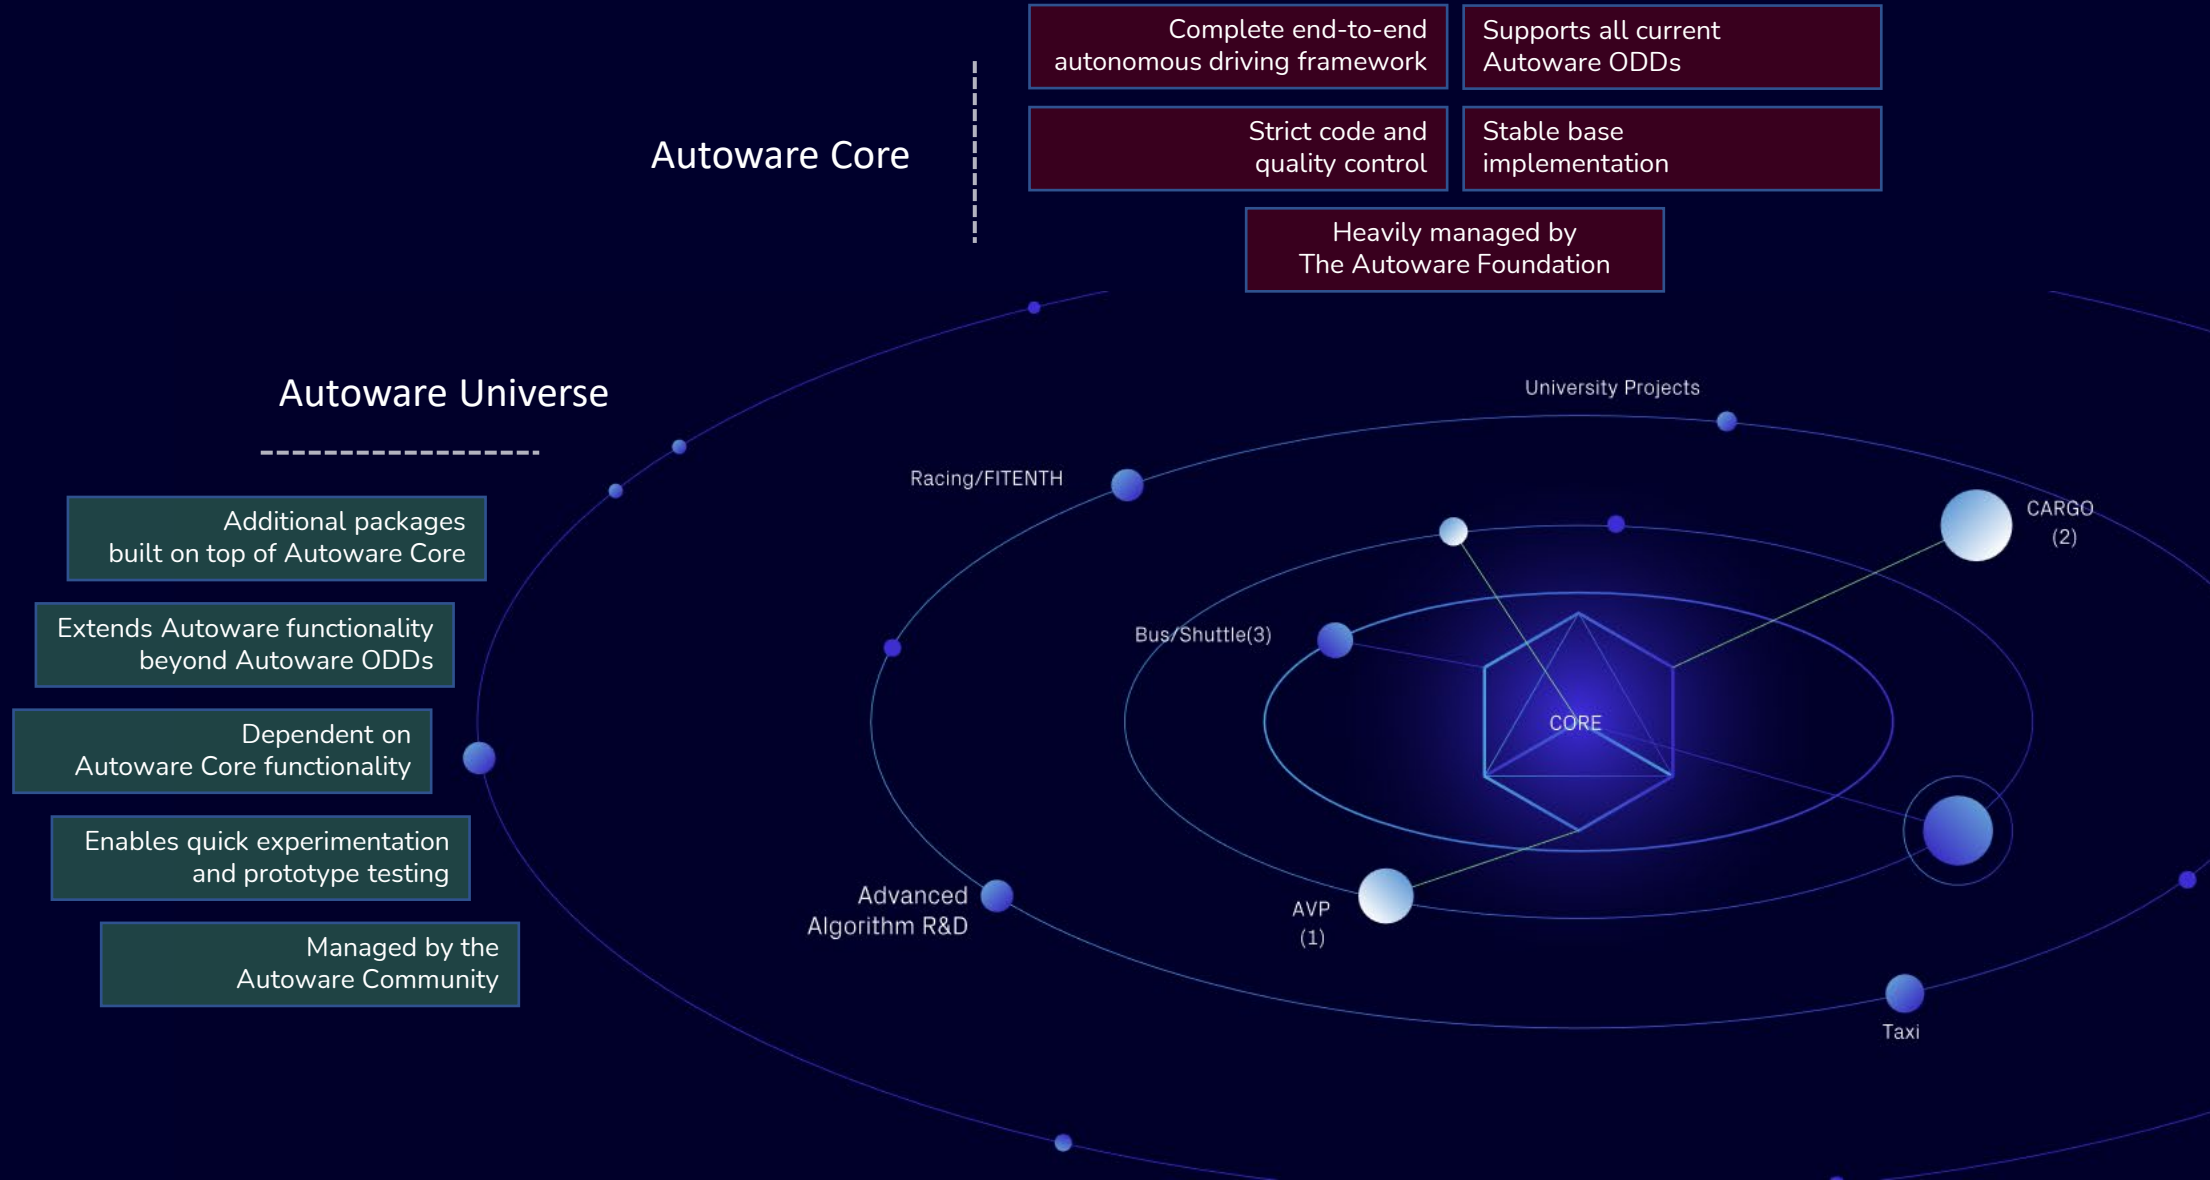 Autoware Core
Complete end-to-end
autonomous driving framework
Supports all current
Autoware ODDs
Strict code and
quality control
Stable base
implementation
Heavily managed by
The Autoware Foundation
Autoware Universe
Additional packages
built on top of Autoware Core
Extends Autoware functionality
beyond Autoware ODDs
Dependent on
Autoware Core functionality
Enables quick experimentation
and prototype testing
Managed by the
Autoware Community
University Projects
Racing/FITENTH
CARGO
(2)
Bus/Shuttle(3)
CORE
Advanced
Algorithm R&D
AVP
(1)
Taxi